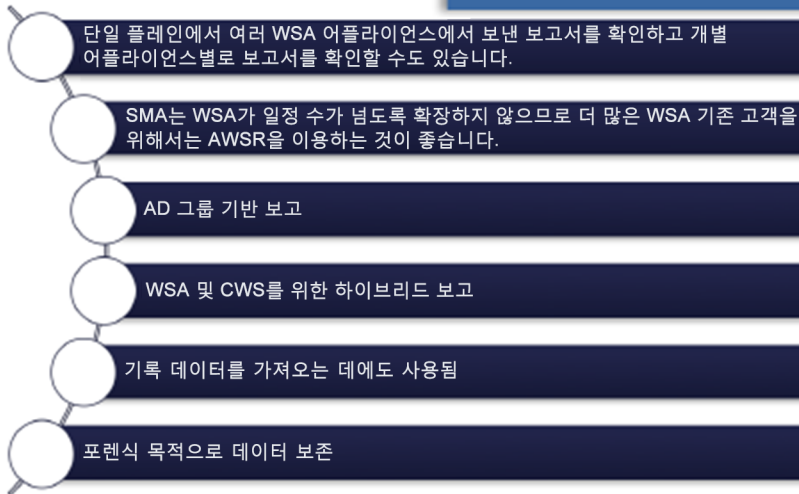 단일 플레인에서 여러 WSA 어플라이언스에서 보낸 보고서를 확인하고 개별
어플라이언스별로 보고서를 확인할 수도 있습니다.
SMA는 WSA가 일정 수가 넘도록 확장하지 않으므로 더 많은 WSA 기존 고객을
위해서는 AWSR을 이용하는 것이 좋습니다.
AD 그룹 기반 보고
WSA 및 CWS를 위한 하이브리드 보고
기록 데이터를 가져오는 데에도 사용됨
포렌식 목적으로 데이터 보존